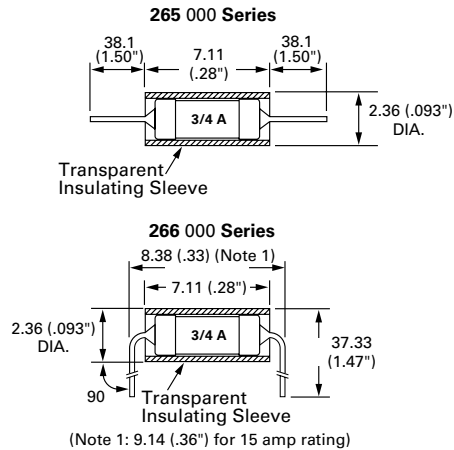 265 000 Series
38.1
(1.50")
7.11
(.28")
38.1
(1.50")
3/4 A
2.36 (.093")
DIA.
Transparent
Insulating Sleeve
266 000 Series
8.38 (.33) (Note 1)
7.11 (.28")
2.36 (.093")
DIA.
3/4 A
37.33
(1.47")
90
Transparent
Insulating Sleeve
(Note 1: 9.14 (.36") for 15 amp rating)